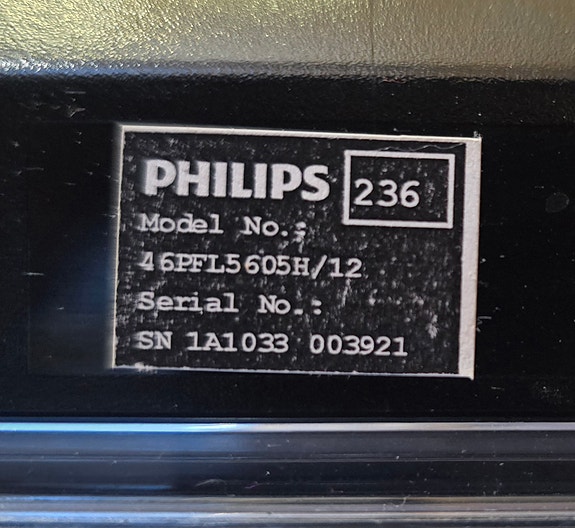 PHILIPS 236
Model No.:
46PFL5605H/12
Serial No.:
SN 1A1033 003921